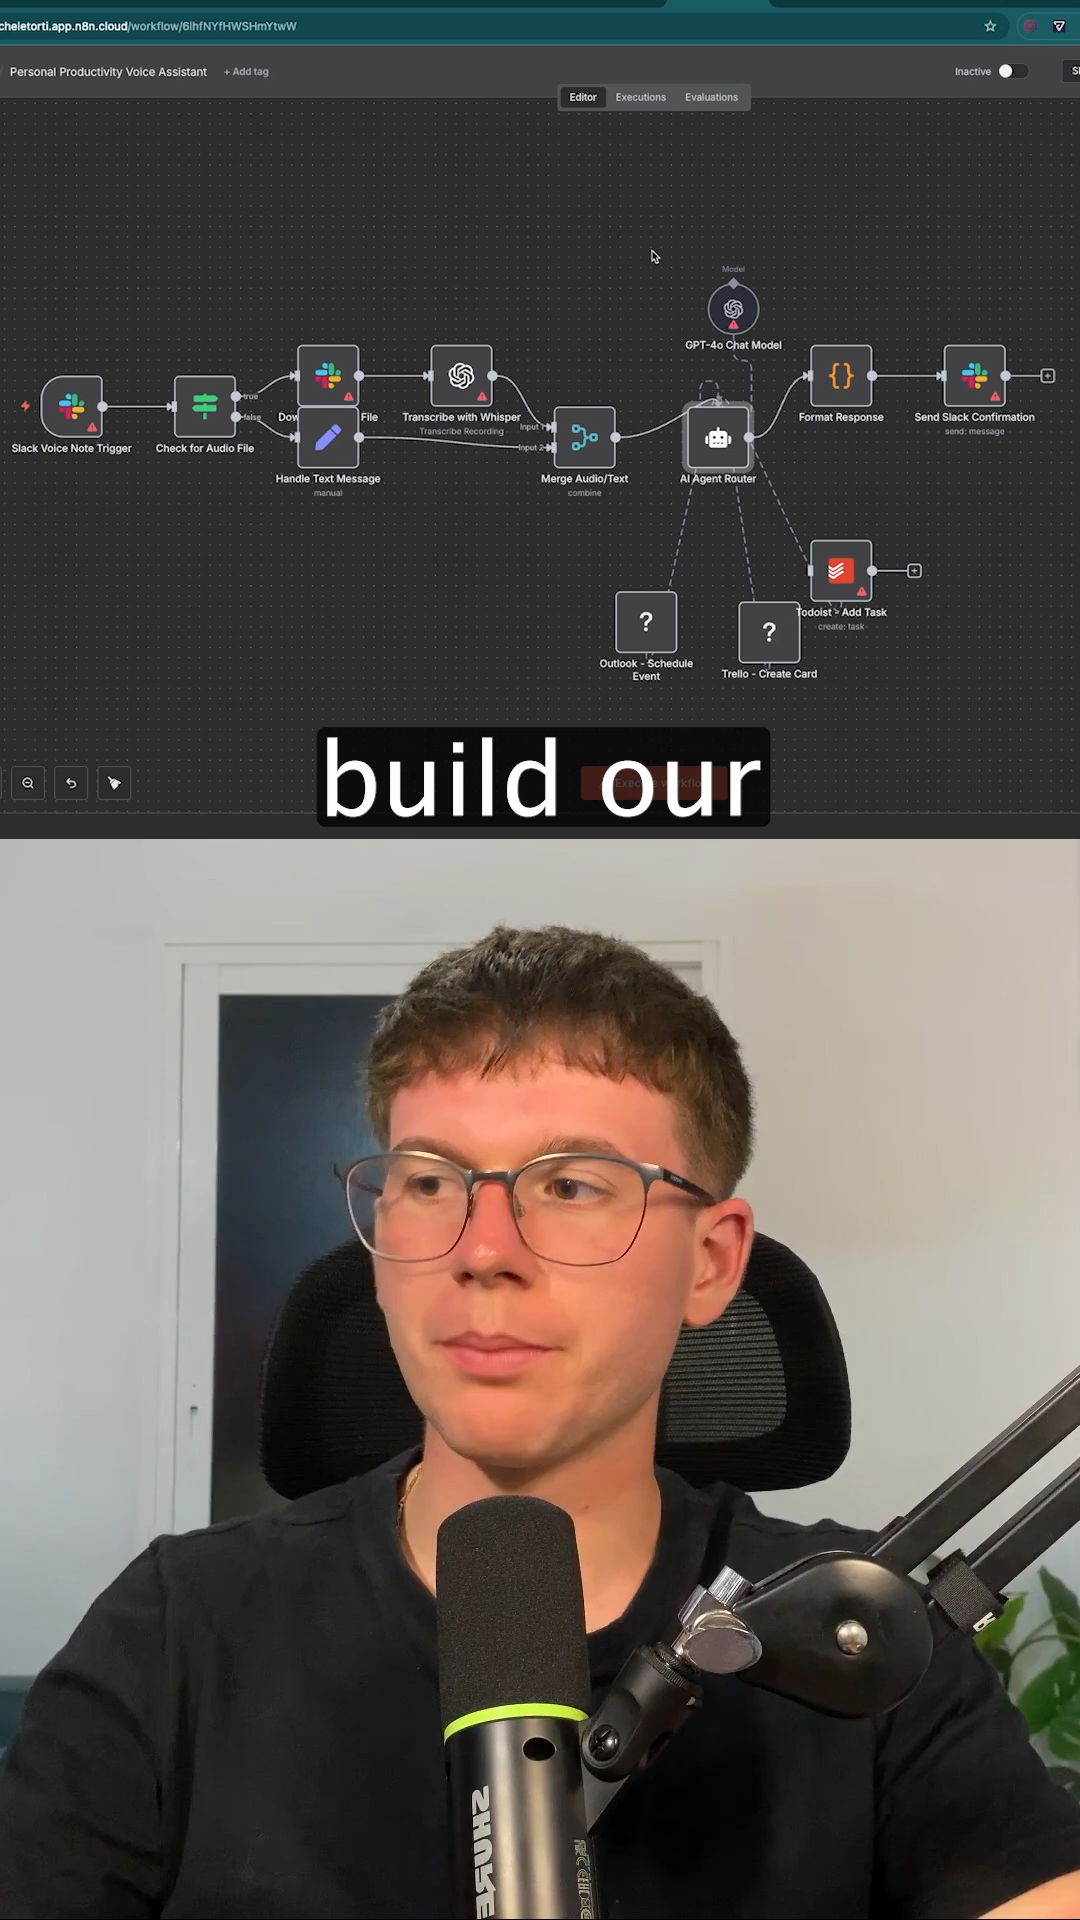 cheletorti.app.n8n.cloud/workflow/6IhfNYfHWSHmYtwW
Personal Productivity Voice Assistant
+ Add tag
Inactive
Editor
Executions
Evaluations
Model
GPT-4o Chat Model
true
false
File
Slack Voice Note Trigger
Check for Audio File
Transcribe with Whisper
Transcribe Recording
Input 1
Input 2
Format Response
Send Slack Confirmation
send: message
Handle Text Message
manual
Merge Audio/Text
combine
AI Agent Router
?
?
Todoist - Add Task
create: task
Outlook - Schedule
Event
Trello - Create Card
build our
SHURE